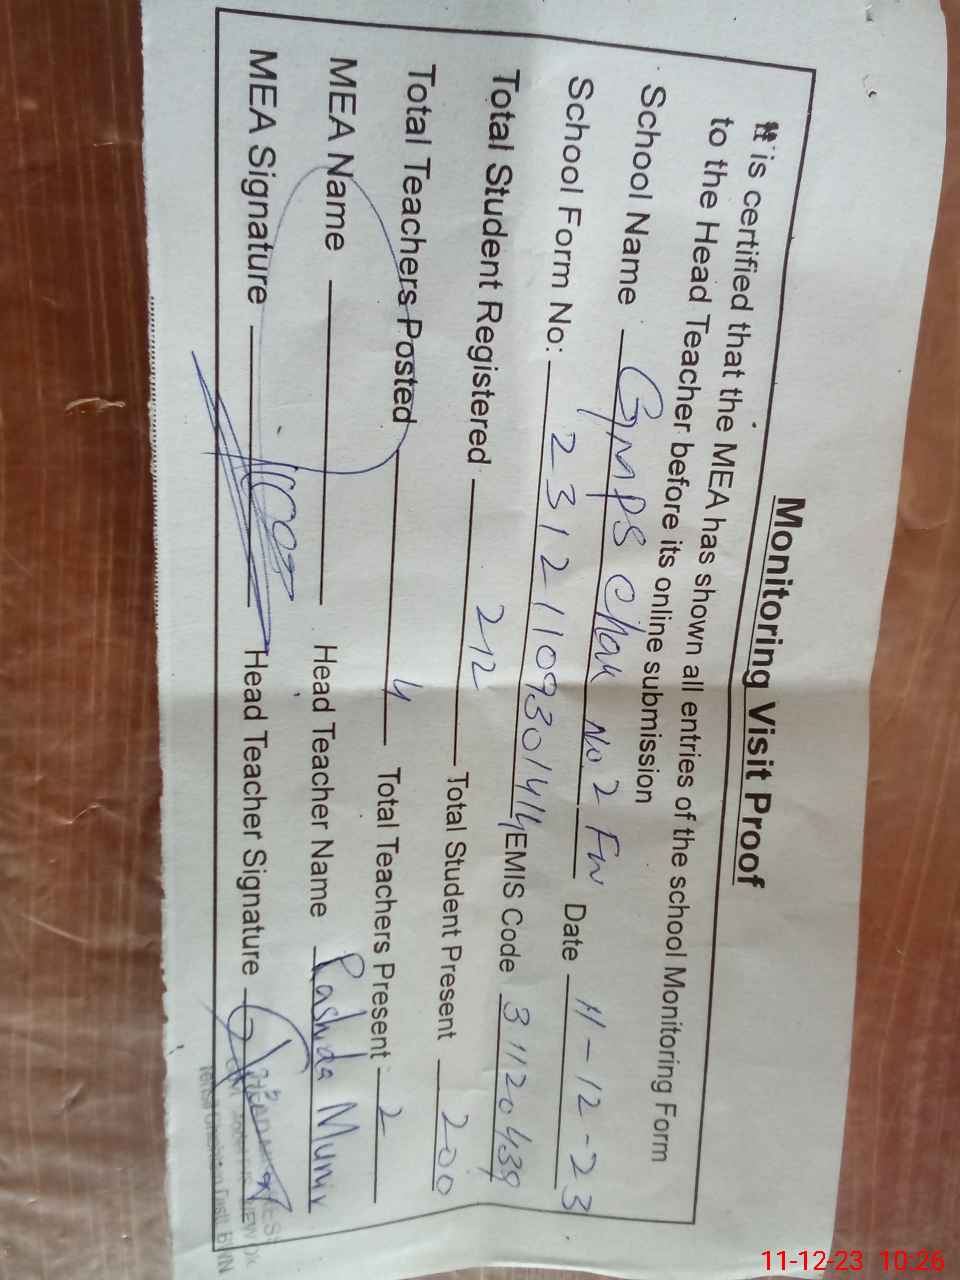 Monitoring Visit Proof
It is certified that the MEA has shown all entries of the school Monitoring Form
to the Head Teacher before its online submission
School Name GMPS Chak No 2 FW Date 11-12-23
School Form No: 23121109301414 EMIS Code 31120439
Total Student Registered 212 Total Student Present 200
Total Teachers Posted 4 Total Teachers Present 2
MEA Name Head Teacher Name Rashida Munir
MEA Signature Head Teacher Signature
11-12-23 10:26